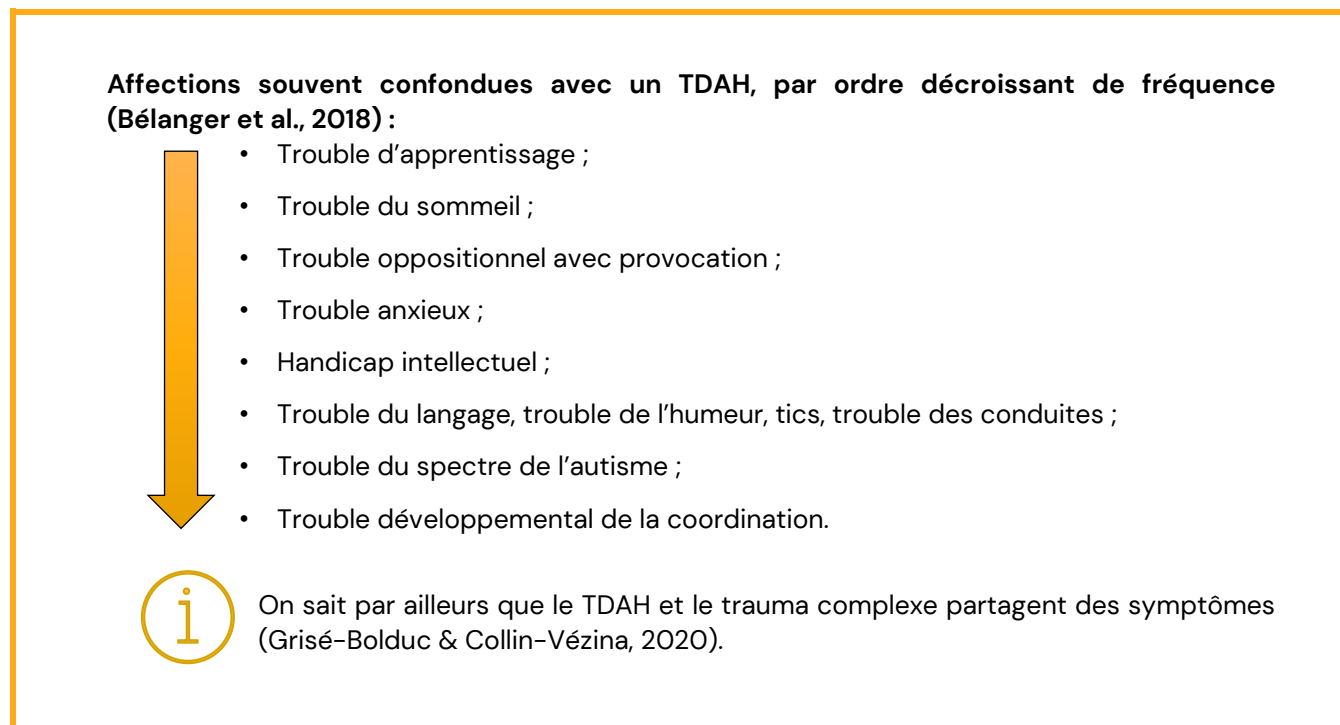 Affections souvent confondues avec un TDAH, par ordre décroissant de fréquence
(Bélanger et al., 2018) :
• Trouble d’apprentissage ;
• Trouble du sommeil ;
• Trouble oppositionnel avec provocation ;
• Trouble anxieux ;
• Handicap intellectuel ;
• Trouble du langage, trouble de l’humeur, tics, trouble des conduites ;
• Trouble du spectre de l’autisme ;
• Trouble développemental de la coordination.
i
On sait par ailleurs que le TDAH et le trauma complexe partagent des symptômes
(Grisé-Bolduc & Collin-Vézina, 2020).